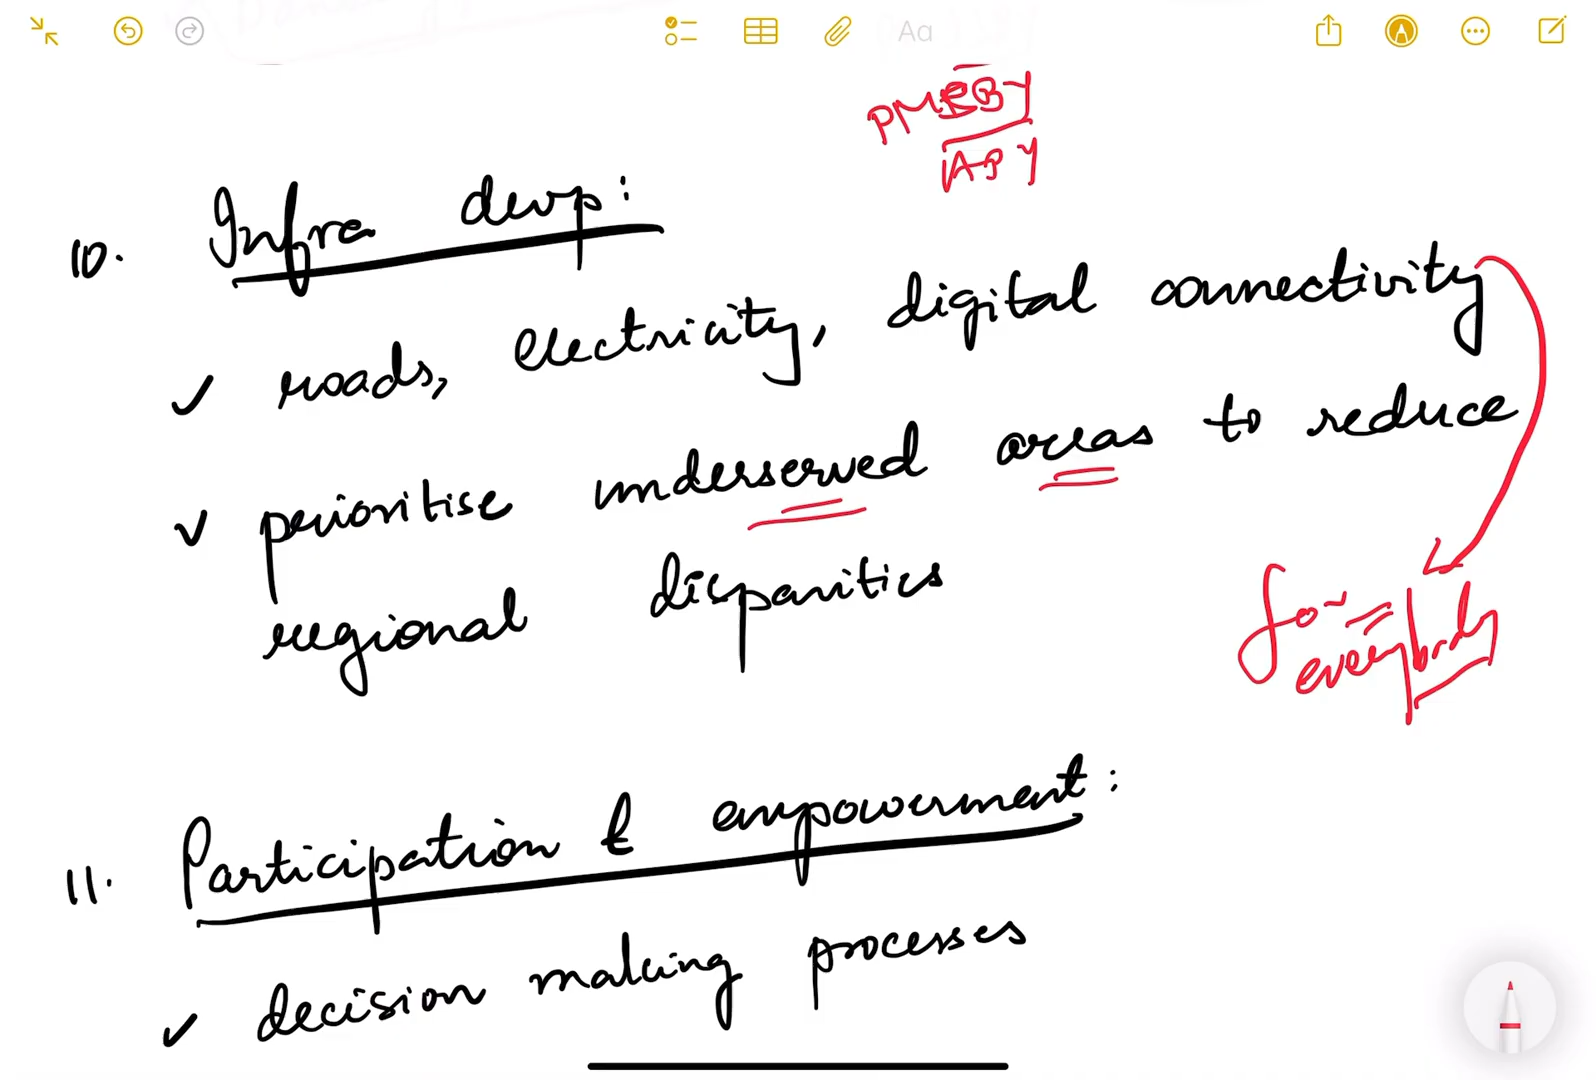 Aa
APY
10. Infra devp:
✓ roads, electricity, digital connectivity
✓ prioritise underserved areas to reduce
regional disparities
for
everybody
11. Participation & empowerment:
✓ decision making processes